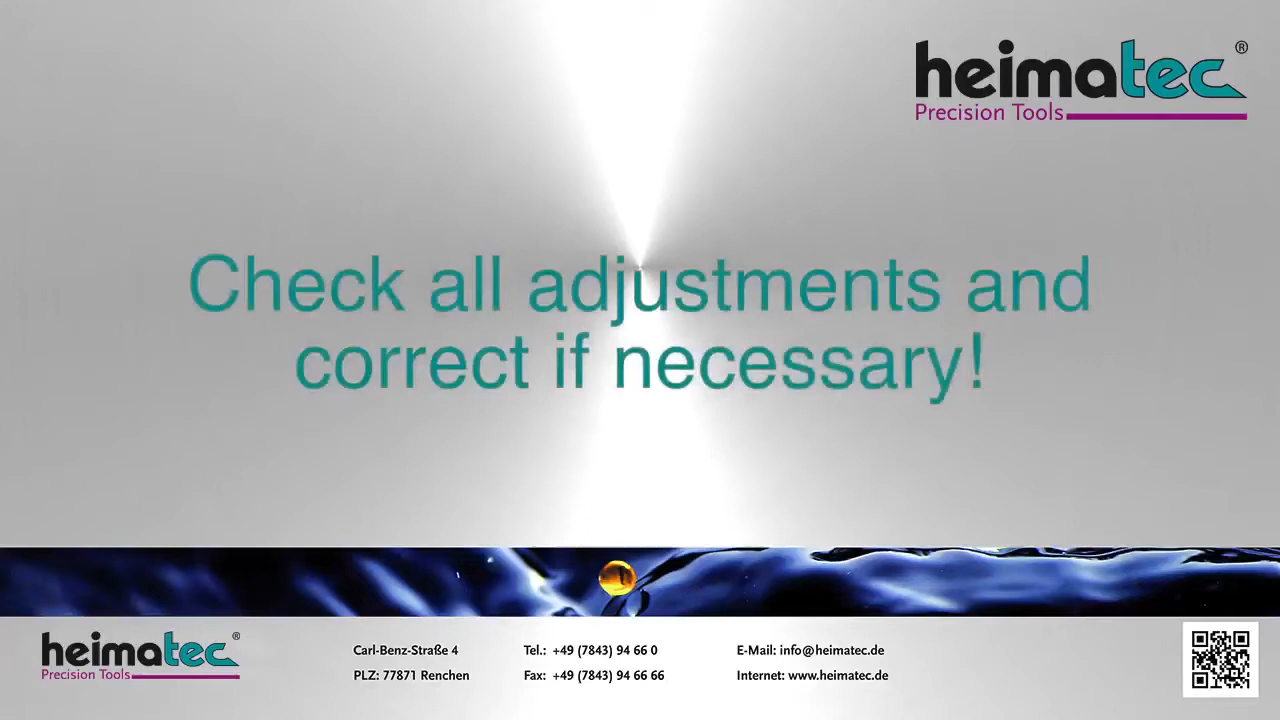 heimatec®
Precision Tools
Check all adjustments and
correct if necessary!
heimatec®
Precision Tools
Carl-Benz-Straße 4
PLZ: 77871 Renchen
Tel.: +49 (7843) 94 66 0
Fax: +49 (7843) 94 66 66
E-Mail: info@heimatec.de
Internet: www.heimatec.de